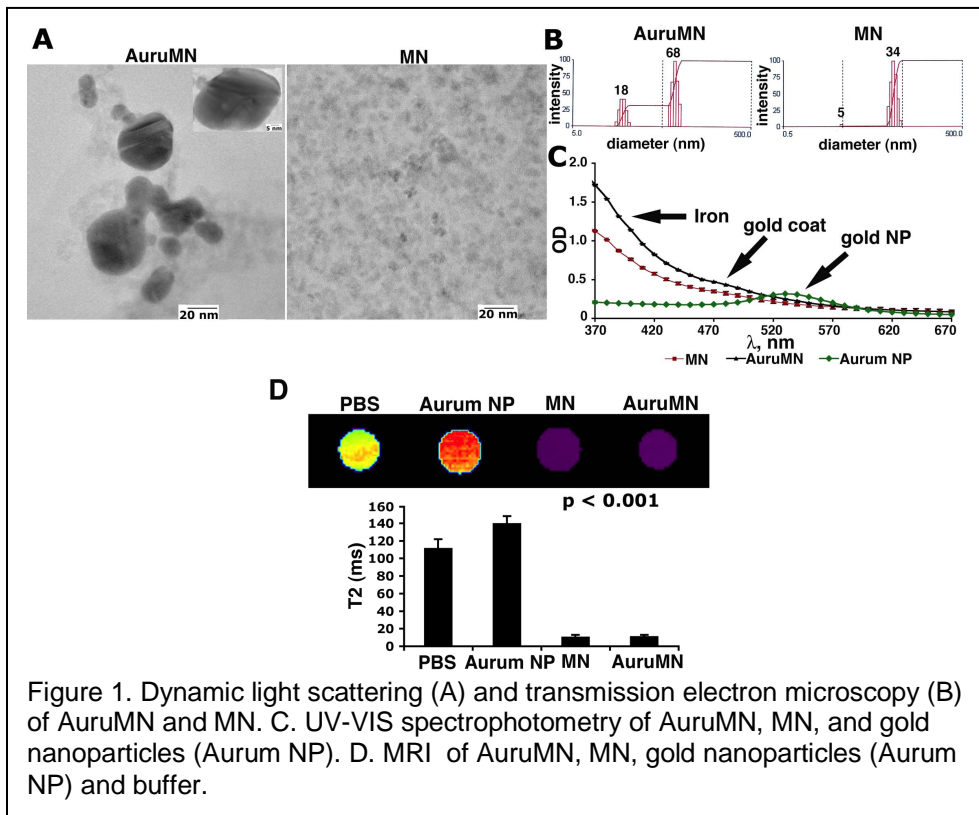 A
AuruMN
MN
5 nm
20 nm
20 nm
B
AuruMN
MN
intensity
100
75
50
25
0
18
68
5.0
500.0
diameter (nm)
intensity
100
75
50
25
0
5
34
0.5
500.0
diameter (nm)
C
OD
2.0
1.5
1.0
0.5
0
Iron
gold coat
gold NP
370
420
470
520
570
620
670
λ, nm
MN
AuruMN
Aurum NP
D
PBS
Aurum NP
MN
AuruMN
p < 0.001
T2 (ms)
160
140
120
100
80
60
40
20
0
PBS
Aurum NP
MN
AuruMN
Figure 1. Dynamic light scattering (A) and transmission electron microscopy (B)
of AuruMN and MN. C. UV-VIS spectrophotometry of AuruMN, MN, and gold
nanoparticles (Aurum NP). D. MRI of AuruMN, MN, gold nanoparticles (Aurum
NP) and buffer.